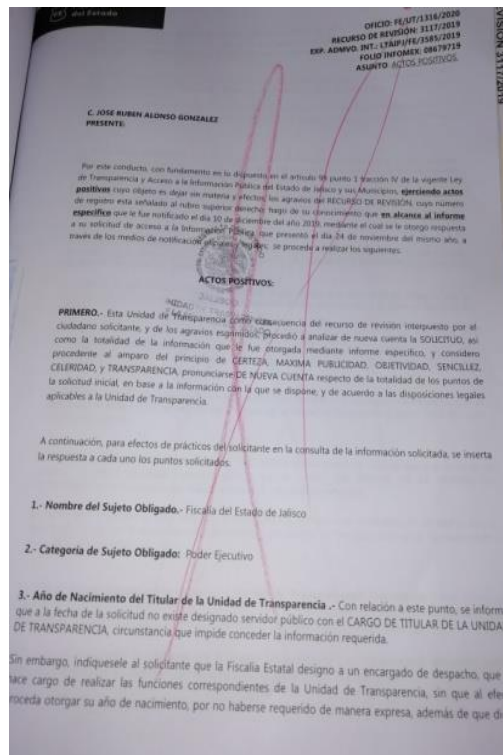 del Estado
OFICIO: FE/UT/1316/2020
RECURSO DE REVISIÓN: 3117/2019
EXP. ADMVO. INT.: LTAIPJ/FE/3585/2019
FOLIO INFOMEX: 08679719
ASUNTO: ACTOS POSITIVOS.
VISIÓN 3117/2019
C. JOSE RUBEN ALONSO GONZALEZ
PRESENTE:
Por este conducto, con fundamento en lo dispuesto en el artículo 99 punto 1 fracción IV de la vigente Ley
de Transparencia y Acceso a la Información Pública del Estado de Jalisco y sus Municipios, ejerciendo actos
positivos cuyo objeto es dejar sin materia y efectos, los agravios del RECURSO DE REVISIÓN, cuyo número
de registro esta señalado al rubro superior derecho; hago de su conocimiento que en alcance al informe
específico que le fue notificado el día 10 de diciembre del año 2019, mediante el cual se le otorgo respuesta
a su solicitud de acceso a la Información Pública, que presentó el día 24 de noviembre del mismo año, a
través de los medios de notificación legales; se proceda a realizar los siguientes:
ACTOS POSITIVOS:
JALISCO
UNIDAD DE
PRIMERO.- Esta Unidad de Transparencia como consecuencia del recurso de revisión interpuesto por el
ciudadano solicitante, y de los agravios esgrimidos, procedió a analizar de nueva cuenta la SOLICITUD, así
como la totalidad de la información que le fue otorgada mediante informe especifico, y considero
procedente al amparo del principio de CERTEZA, MAXIMA PUBLICIDAD, OBJETIVIDAD, SENCILLEZ,
CELERIDAD, y TRANSPARENCIA, pronunciarse DE NUEVA CUENTA respecto de la totalidad de los puntos de
la solicitud inicial, en base a la información con la que se dispone, y de acuerdo a las disposiciones legales
aplicables a la Unidad de Transparencia.
A continuación, para efectos de prácticos del solicitante en la consulta de la información solicitada, se inserta
la respuesta a cada uno los puntos solicitados.
1.- Nombre del Sujeto Obligado.- Fiscalía del Estado de Jalisco
2.- Categoría de Sujeto Obligado: Poder Ejecutivo
3.- Año de Nacimiento del Titular de la Unidad de Transparencia .- Con relación a este punto, se inform
que a la fecha de la solicitud no existe designado servidor público con el CARGO DE TITULAR DE LA UNIDA
DE TRANSPARENCIA, circunstancia que impide conceder la información requerida.
Sin embargo, indíquesele al solicitante que la Fiscalía Estatal designo a un encargado de despacho, que
hace cargo de realizar las funciones correspondientes de la Unidad de Transparencia, sin que al efe
roceda otorgar su año de nacimiento, por no haberse requerido de manera expresa, además de que di